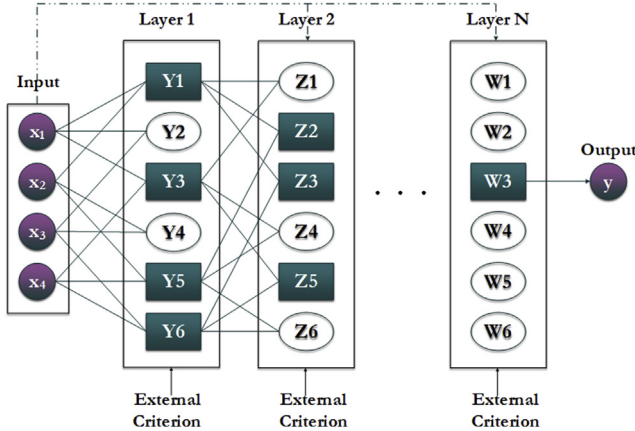 Layer 1 Layer 2 Layer N
Input
Y1 Z1 W1
x1 Y2 Z2 W2
Output
x2 Y3 Z3 . . . W3 y
x3 Y4 Z4 W4
x4 Y5 Z5 W5
Y6 Z6 W6
External External External
Criterion Criterion Criterion